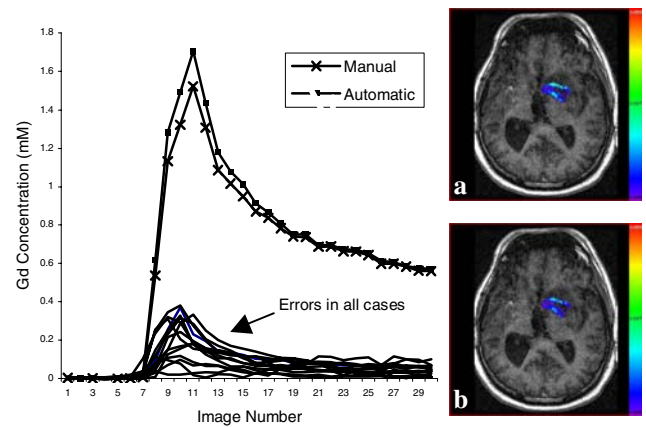 Gd Concentration (mM)
1.8
1.6
1.4
1.2
1
0.8
0.6
0.4
0.2
0
Manual
Automatic
Errors in all cases
1 3 5 7 9 11 13 15 17 19 21 23 25 27 29
Image Number
a
b